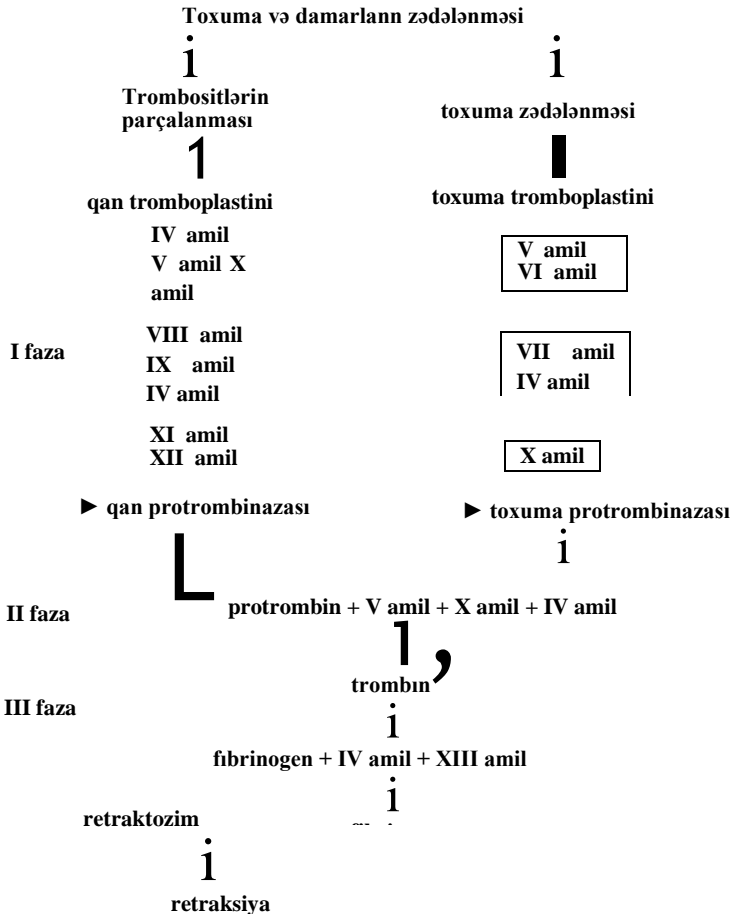 Toxuma və damarlann zədələnməsi
i i
Trombositlərin
parçalanması
toxuma zədələnməsi
1
qan tromboplastini
toxuma tromboplastini
IV amil
V amil X
amil
V amil
VI amil
I faza
VIII amil
IX amil
IV amil
VII amil
IV amil
XI amil
XII amil
X amil
► qan protrombinazası
► toxuma protrombinazası
i
L
II faza
protrombin + V amil + X amil + IV amil
1,
trombın
III faza
i
fıbrinogen + IV amil + XIII amil
i
retraktozim
i
retraksiya